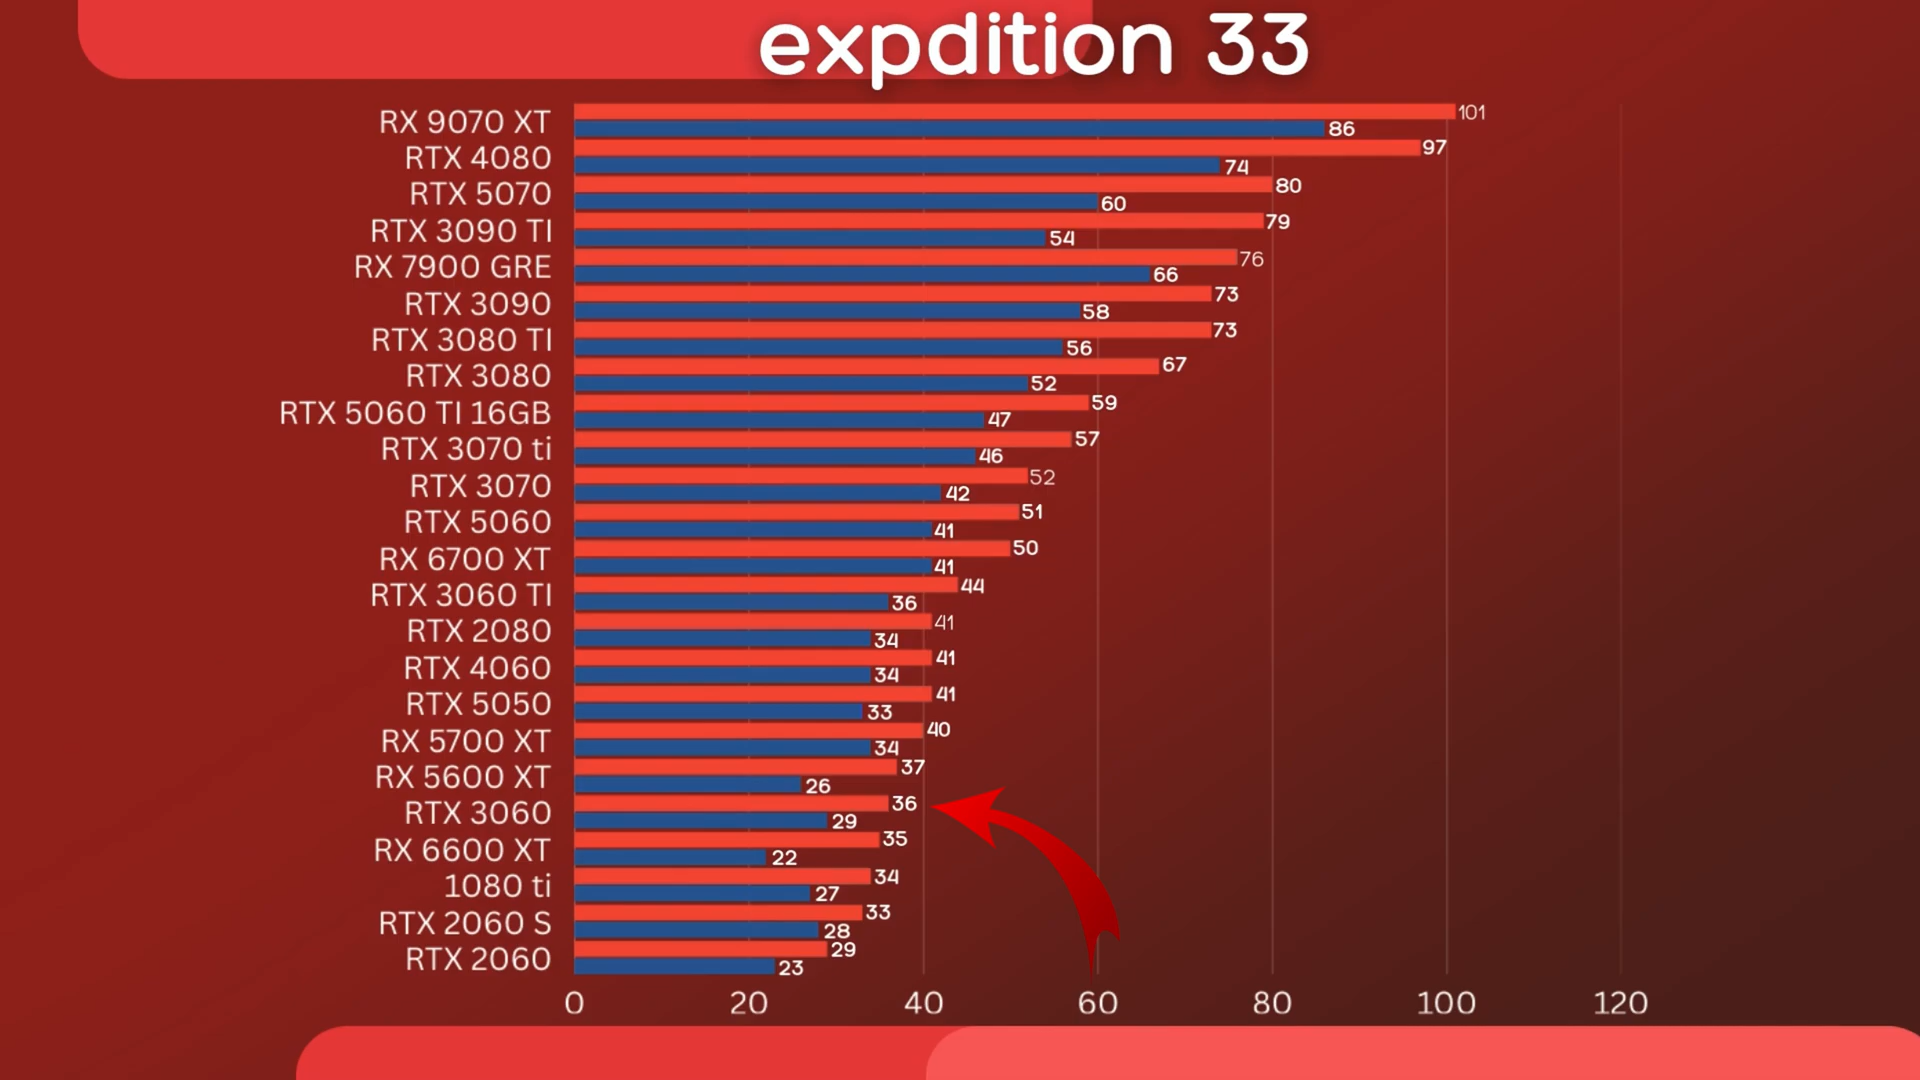 expdition 33
RX 9070 XT 101
86
RTX 4080 97
74
RTX 5070 80
60
RTX 3090 TI 79
54
RX 7900 GRE 76
66
RTX 3090 73
58
RTX 3080 TI 73
56
RTX 3080 67
52
RTX 5060 TI 16GB 59
47
RTX 3070 ti 57
46
RTX 3070 52
42
RTX 5060 51
41
RX 6700 XT 50
41
RTX 3060 TI 44
36
RTX 2080 41
34
RTX 4060 41
34
RTX 5050 41
33
RX 5700 XT 40
34
RX 5600 XT 37
26
RTX 3060 36
29
RX 6600 XT 35
22
1080 ti 34
27
RTX 2060 S 33
28
RTX 2060 29
23
0 20 40 60 80 100 120